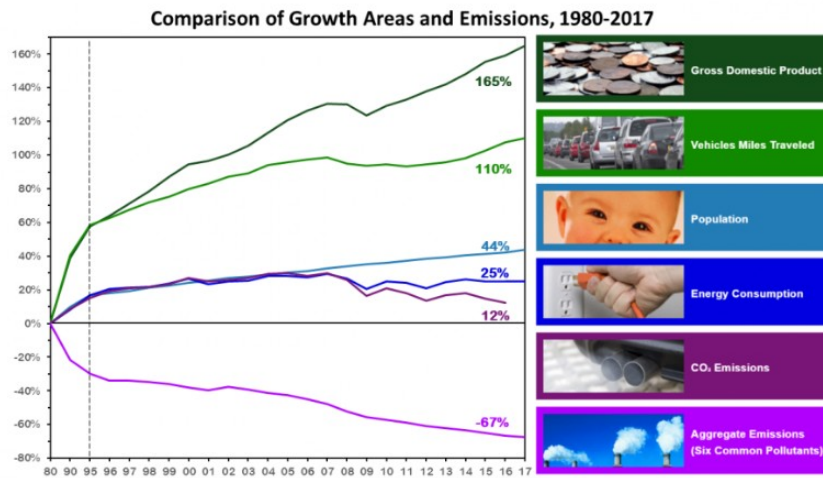 Comparison of Growth Areas and Emissions, 1980-2017
160%
140%
120%
100%
80%
60%
40%
20%
0%
-20%
-40%
-60%
-80%
165%
110%
44%
25%
12%
-67%
80 90 95 96 97 98 99 00 01 02 03 04 05 06 07 08 09 10 11 12 13 14 15 16 17
Gross Domestic Product
Vehicles Miles Traveled
Population
Energy Consumption
CO₂ Emissions
Aggregate Emissions
(Six Common Pollutants)